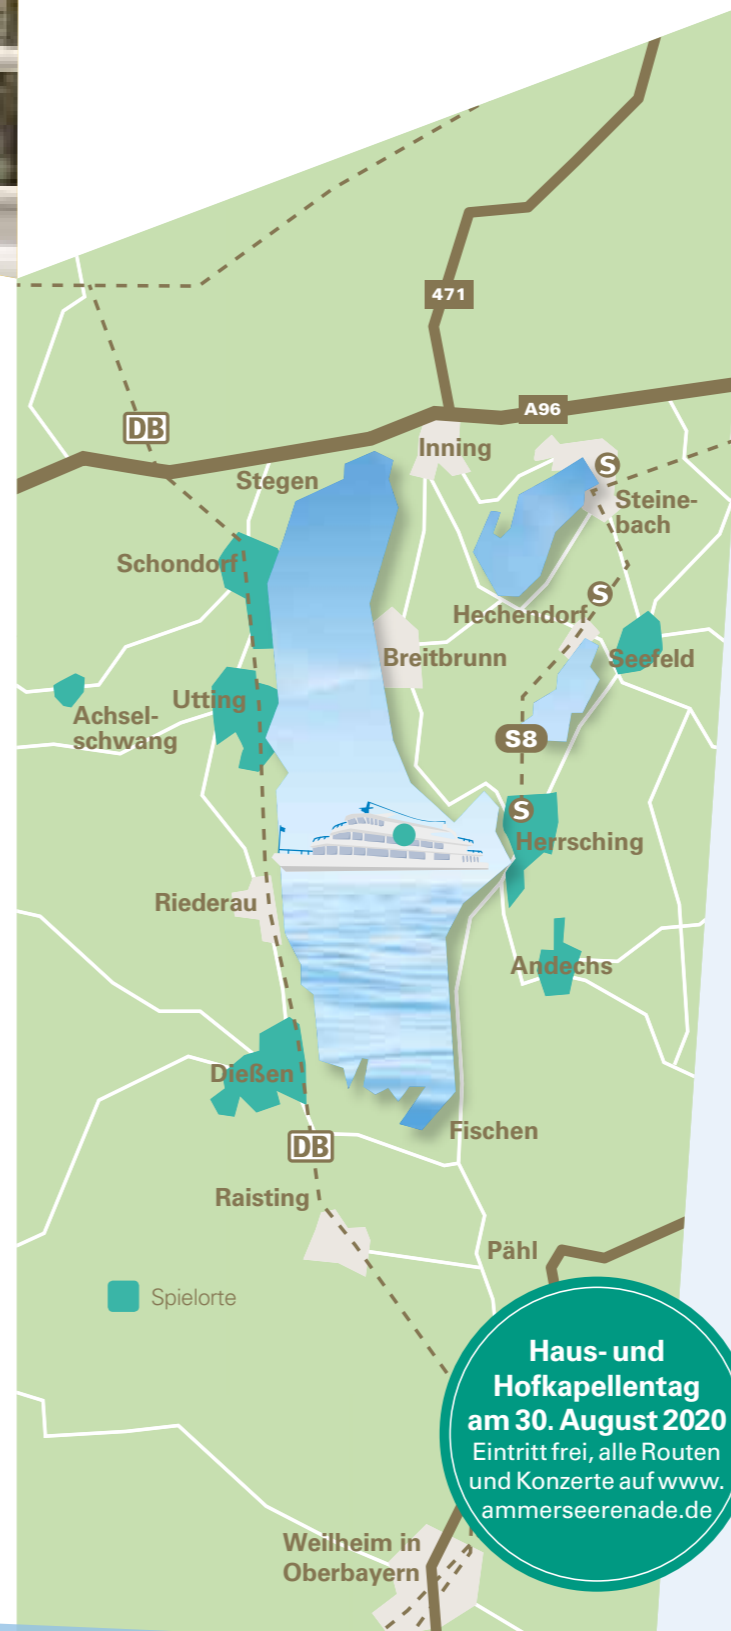 471
A96
DB
Inning
Stegen
S
Steine-
bach
Schondorf
S
Hechendorf
Breitbrunn
Seefeld
Utting
Achsel-
schwang
S8
S
Herrsching
Riederau
Andechs
Dießen
Fischen
DB
Raisting
Pähl
Spielorte
Haus- und
Hofkapellentag
am 30. August 2020
Eintritt frei, alle Routen
und Konzerte auf www.
ammerseerenade.de
Weilheim in
Oberbayern